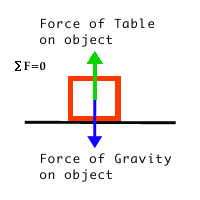 Force of Table
on object
ΣF=0
Force of Gravity
on object